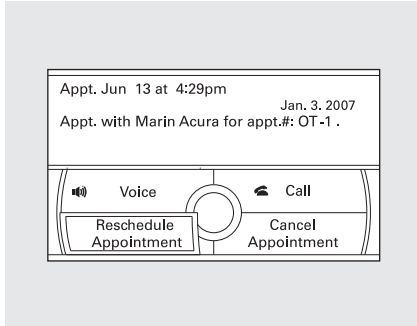 Appt. Jun 13 at 4:29pm
Jan. 3. 2007
Appt. with Marin Acura for appt.#: OT-1 .
Voice
Call
Reschedule
Appointment
Cancel
Appointment